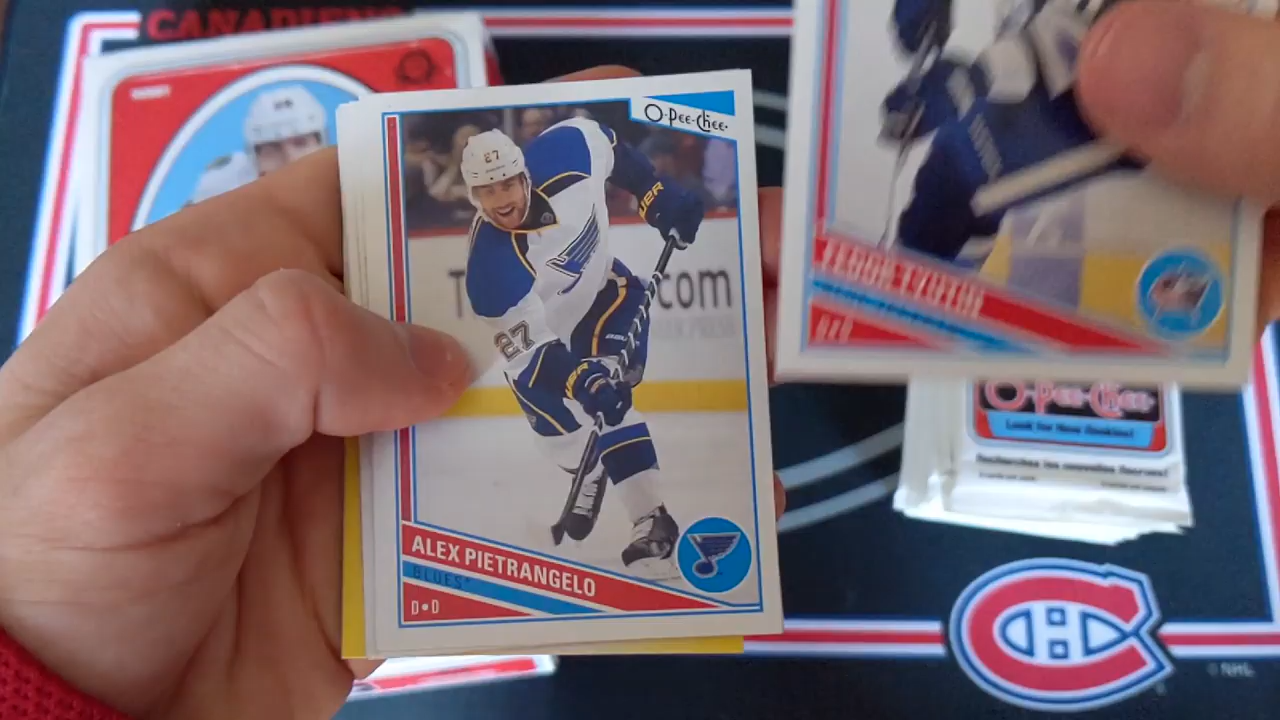 CANADIENS
O-Pee-Chee
27
27
com
ALEX PIETRANGELO
BLUES
D•D
O-Pee-Chee
Look for New Rookies!
Recherchez les nouvelles Recrues!
© NHL